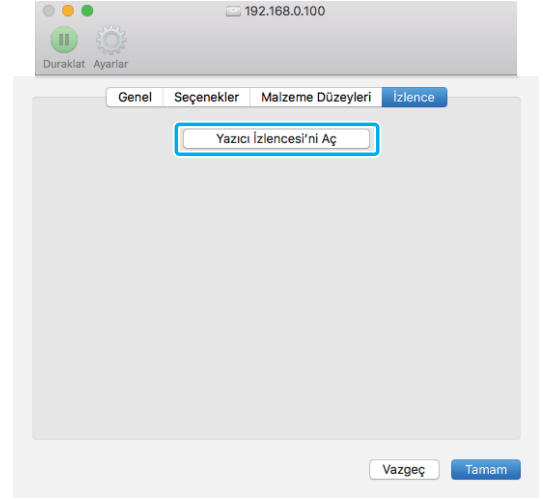 192.168.0.100
Duraklat Ayarlar
Genel Seçenekler Malzeme Düzeyleri İzlence
Yazıcı İzlencesi'ni Aç
Vazgeç Tamam